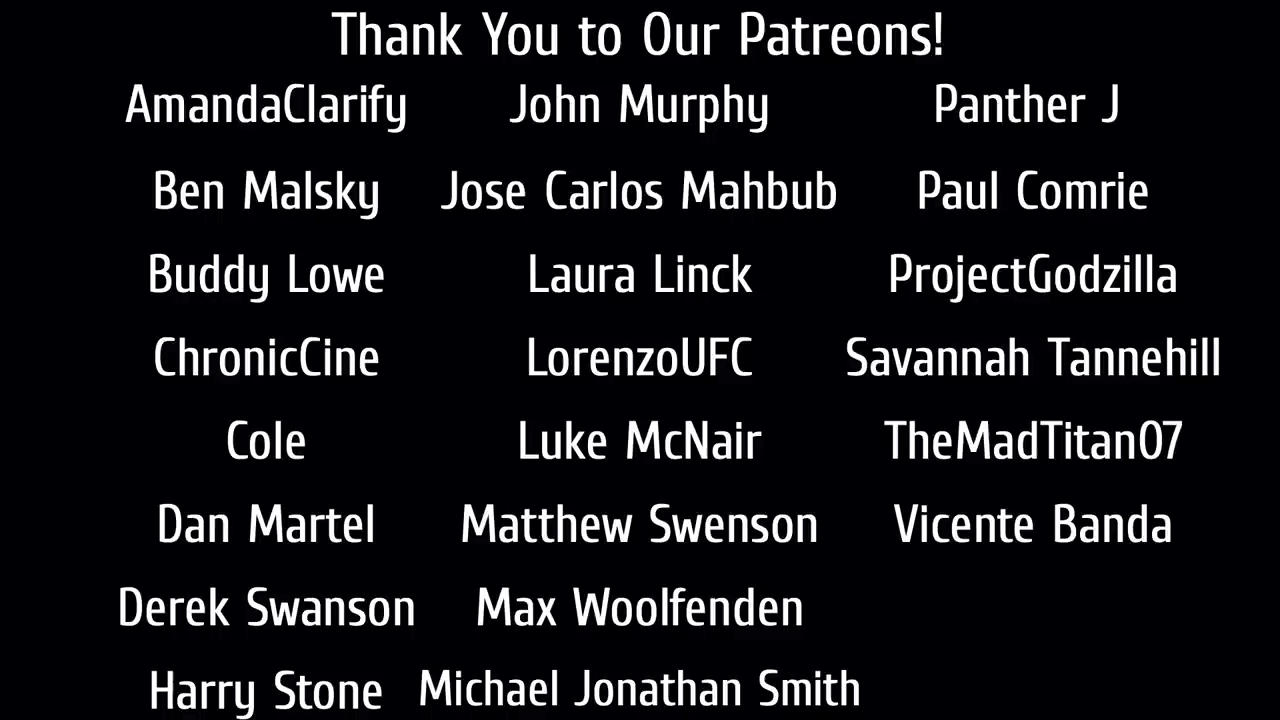 Thank You to Our Patreons!
AmandaClarify
Ben Malsky
Buddy Lowe
ChronicCine
Cole
Dan Martel
Derek Swanson
Harry Stone
John Murphy
Jose Carlos Mahbub
Laura Linck
LorenzoUFC
Luke McNair
Matthew Swenson
Max Woolfenden
Michael Jonathan Smith
Panther J
Paul Comrie
ProjectGodzilla
Savannah Tannehill
TheMadTitan07
Vicente Banda